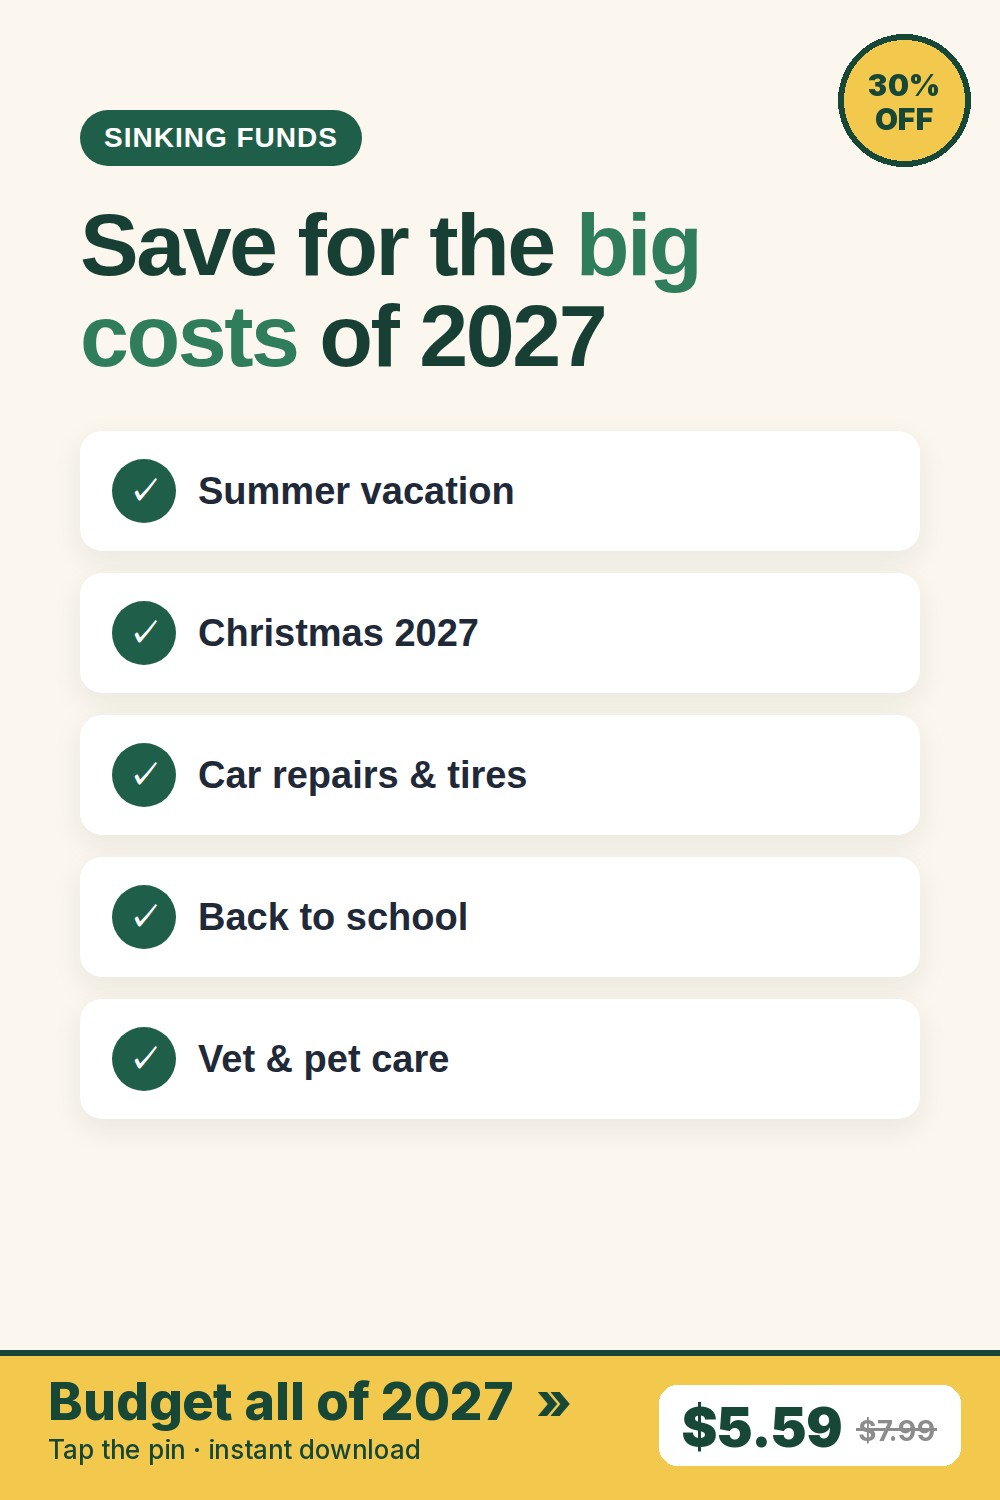 30%
OFF
SINKING FUNDS
Save for the big
costs of 2027
✓ Summer vacation
✓ Christmas 2027
✓ Car repairs & tires
✓ Back to school
✓ Vet & pet care
Budget all of 2027 »
Tap the pin · instant download
$5.59 $7.99